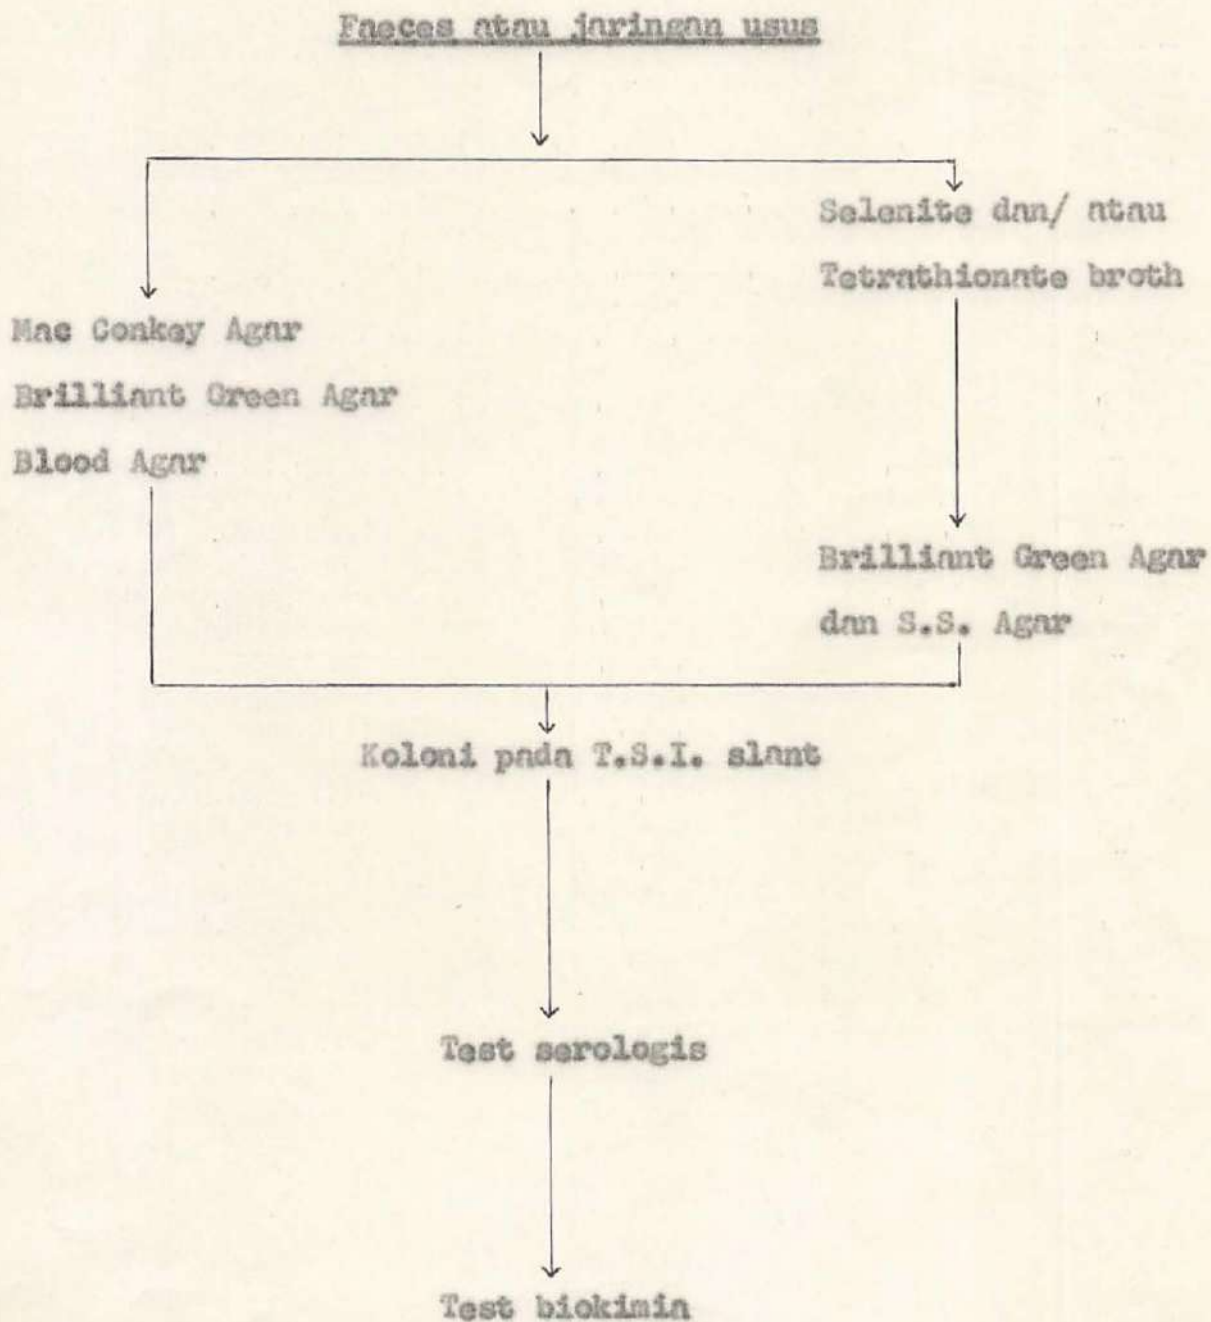 Faeces atau jaringan usus
Selenite dan/ atau
Tetrathionate broth
Mac Conkey Agar
Brilliant Green Agar
Blood Agar
Brilliant Green Agar
dan S.S. Agar
Koloni pada T.S.I. slant
Test serologis
Test biokimia